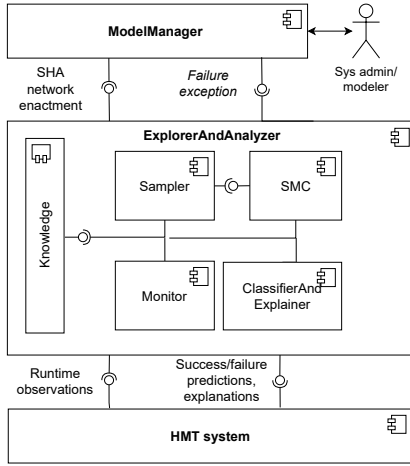 ModelManager
Sys admin/
modeler
SHA
network
enactment
Failure
exception
ExplorerAndAnalyzer
Knowledge
Sampler
SMC
Monitor
ClassifierAnd
Explainer
Runtime
observations
Success/failure
predictions,
explanations
HMT system